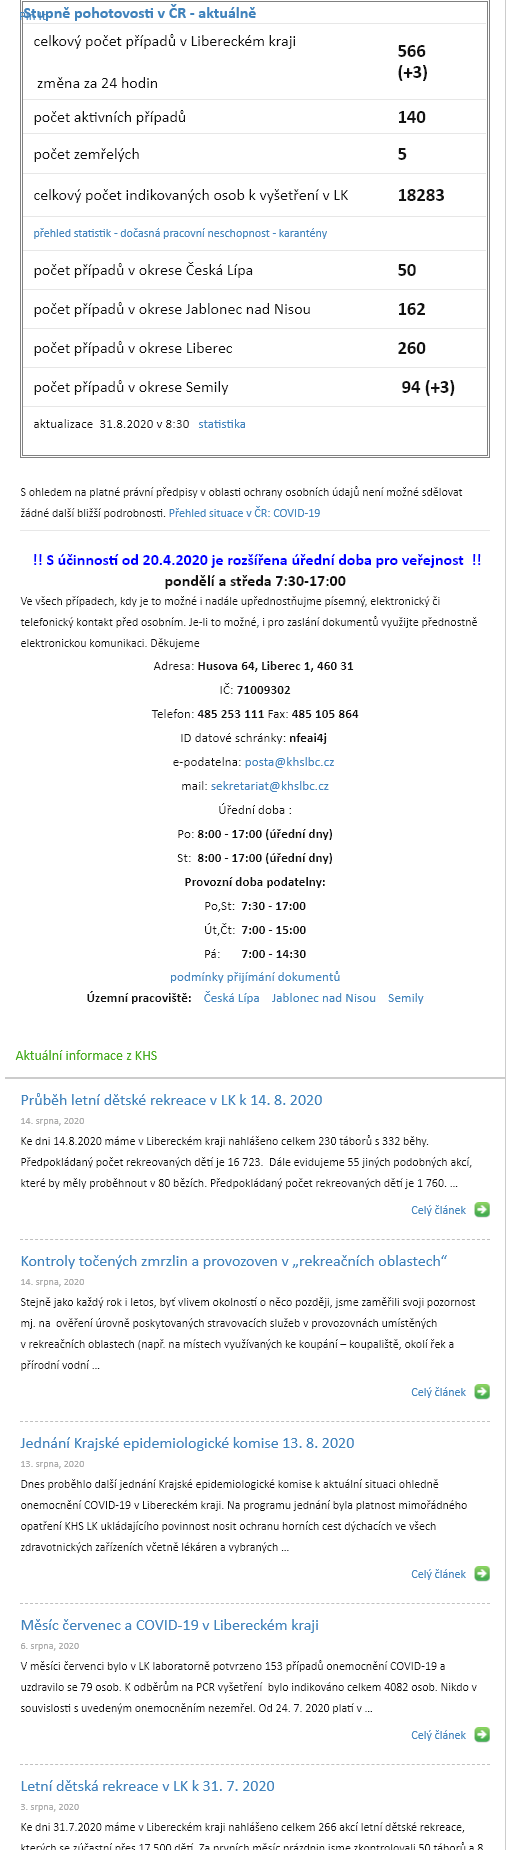 Stupně pohotovosti v ČR - aktuálně
celkový počet případů v Libereckém kraji
566
(+3)
změna za 24 hodin
počet aktivních případů 140
počet zemřelých 5
celkový počet indikovaných osob k vyšetření v LK 18283
přehled statistik - dočasná pracovní neschopnost - karantény
počet případů v okrese Česká Lípa 50
počet případů v okrese Jablonec nad Nisou 162
počet případů v okrese Liberec 260
počet případů v okrese Semily 94 (+3)
aktualizace 31.8.2020 v 8:30 statistika
S ohledem na platné právní předpisy v oblasti ochrany osobních údajů není možné sdělovat
žádné další bližší podrobnosti. Přehled situace v ČR: COVID-19
!! S účinností od 20.4.2020 je rozšířena úřední doba pro veřejnost !!
pondělí a středa 7:30-17:00
Ve všech případech, kdy je to možné i nadále upřednostňujme písemný, elektronický či
telefonický kontakt před osobním. Je-li to možné, i pro zaslání dokumentů využijte přednostně
elektronickou komunikaci. Děkujeme
Adresa: Husova 64, Liberec 1, 460 31
IČ: 71009302
Telefon: 485 253 111 Fax: 485 105 864
ID datové schránky: nfeai4j
e-podatelna: posta@khslbc.cz
mail: sekretariat@khslbc.cz
Úřední doba :
Po: 8:00 - 17:00 (úřední dny)
St: 8:00 - 17:00 (úřední dny)
Provozní doba podatelny:
Po,St: 7:30 - 17:00
Út,Čt: 7:00 - 15:00
Pá: 7:00 - 14:30
podmínky přijímání dokumentů
Územní pracoviště: Česká Lípa Jablonec nad Nisou Semily
Aktuální informace z KHS
Průběh letní dětské rekreace v LK k 14. 8. 2020
14. srpna, 2020
Ke dni 14.8.2020 máme v Libereckém kraji nahlášeno celkem 230 táborů s 332 běhy.
Předpokládaný počet rekreovaných dětí je 16 723. Dále evidujeme 55 jiných podobných akcí,
které by měly proběhnout v 80 bězích. Předpokládaný počet rekreovaných dětí je 1 760. ...
Celý článek
Kontroly točených zmrzlin a provozoven v „rekreačních oblastech“
14. srpna, 2020
Stejně jako každý rok i letos, byť vlivem okolností o něco později, jsme zaměřili svoji pozornost
mj. na ověření úrovně poskytovaných stravovacích služeb v provozovnách umístěných
v rekreačních oblastech (např. na místech využívaných ke koupání – koupaliště, okolí řek a
přírodní vodní ...
Celý článek
Jednání Krajské epidemiologické komise 13. 8. 2020
13. srpna, 2020
Dnes proběhlo další jednání Krajské epidemiologické komise k aktuální situaci ohledně
onemocnění COVID-19 v Libereckém kraji. Na programu jednání byla platnost mimořádného
opatření KHS LK ukládajícího povinnost nosit ochranu horních cest dýchacích ve všech
zdravotnických zařízeních včetně lékáren a vybraných ...
Celý článek
Měsíc červenec a COVID-19 v Libereckém kraji
6. srpna, 2020
V měsíci červenci bylo v LK laboratorně potvrzeno 153 případů onemocnění COVID-19 a
uzdravilo se 79 osob. K odběrům na PCR vyšetření bylo indikováno celkem 4082 osob. Nikdo v
souvislosti s uvedeným onemocněním nezemřel. Od 24. 7. 2020 platí v ...
Celý článek
Letní dětská rekreace v LK k 31. 7. 2020
3. srpna, 2020
Ke dni 31.7.2020 máme v Libereckém kraji nahlášeno celkem 266 akcí letní dětské rekreace,
kterých se zúčastní přes 17 500 dětí. Za prvních měsíc prázdnin jsme zkontrolovali 50 táborů a 8